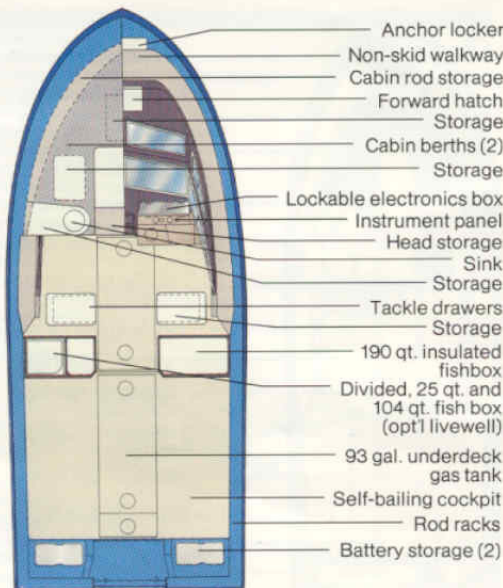 Anchor locker
Non-skid walkway
Cabin rod storage
Forward hatch
Storage
Cabin berths (2)
Storage
Lockable electronics box
Instrument panel
Head storage
Sink
Storage
Tackle drawers
Storage
190 qt. insulated
fishbox
Divided, 25 qt. and
104 qt. fish box
(opt'l livewell)
93 gal. underdeck
gas tank
Self-bailing cockpit
Rod racks
Battery storage (2)